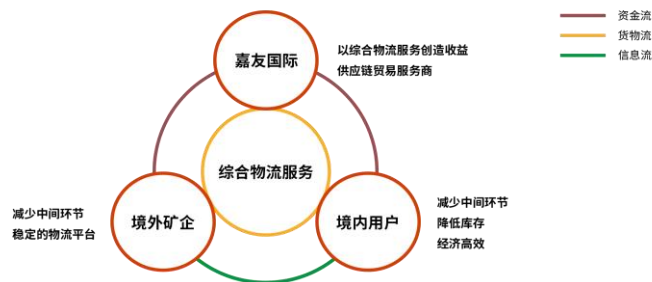 资金流
货物流
信息流
嘉友国际
以综合物流服务创造收益
供应链贸易服务商
综合物流服务
减少中间环节
稳定的物流平台
境外矿企
境内用户
减少中间环节
降低库存
经济高效